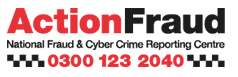 ActionFraud
National Fraud & Cyber Crime Reporting Centre
0300 123 2040